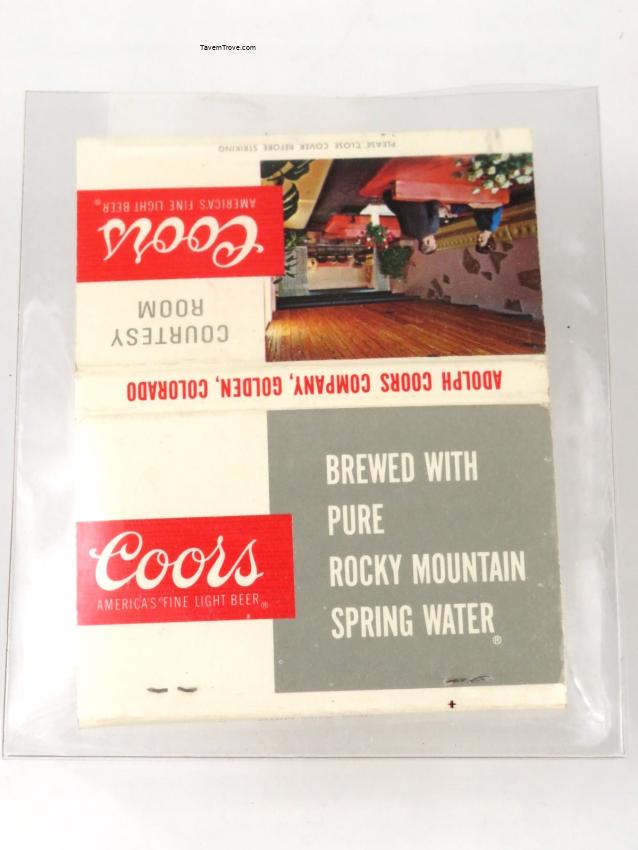 TavernTrove.com
PLEASE CLOSE COVER BEFORE STRIKING
Coors
AMERICA'S FINE LIGHT BEER®
COURTESY
ROOM
ADOLPH COORS COMPANY, GOLDEN, COLORADO
BREWED WITH
PURE
ROCKY MOUNTAIN
SPRING WATER®
Coors
AMERICA'S FINE LIGHT BEER®